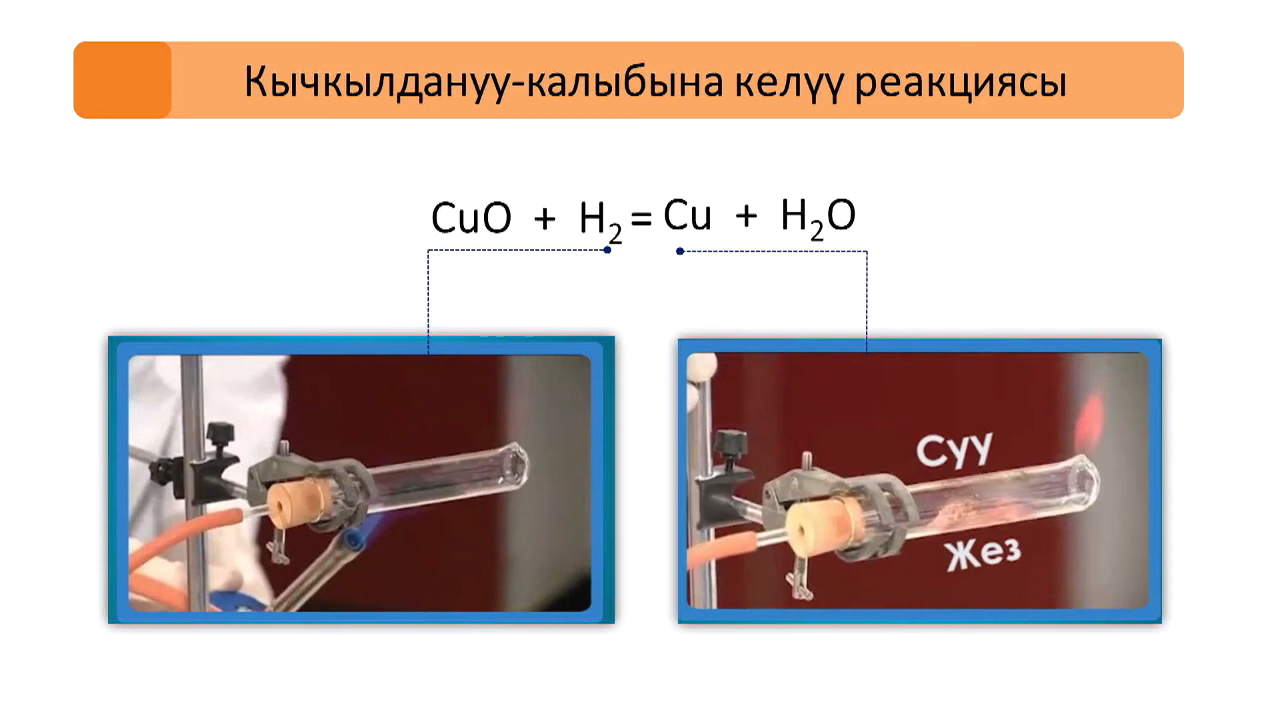 Кычкылдануу-калыбына келүү реакциясы
CuO + H₂ = Cu + H₂O
Суу
Жез